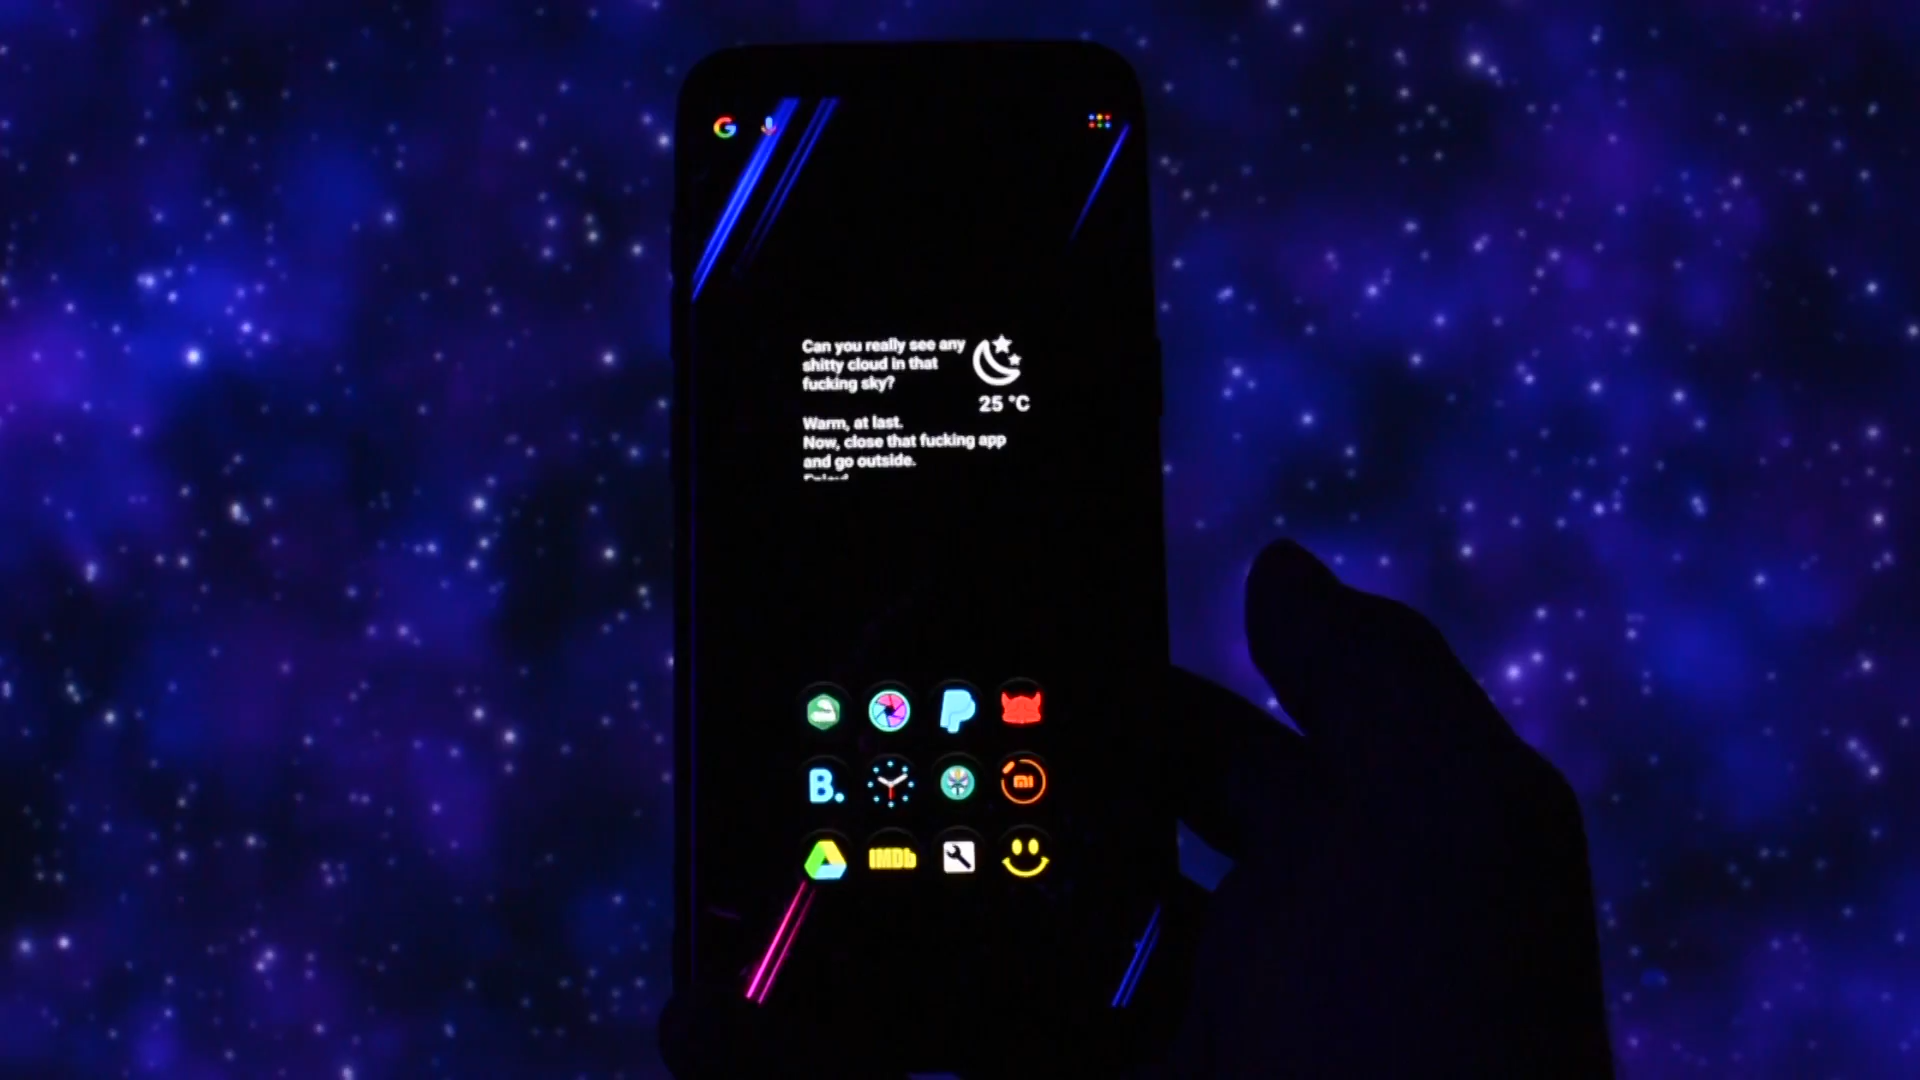 G
Can you really see any
shitty cloud in that
fucking sky?
25 °C
Warm, at last.
Now, close that fucking app
and go outside.
B.
mi
IMDb